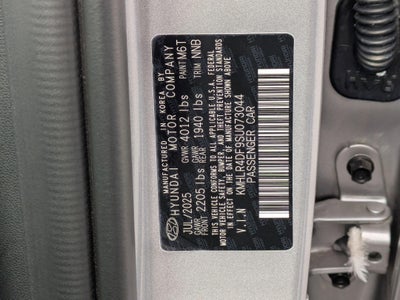 MANUFACTURED IN KOREA BY
HYUNDAI MOTOR COMPANY
JUL/2025 GVWR 4012 lbs PAINT M6T
GAWR FRONT 2205 lbs GAWR REAR 1940 lbs TRIM NNB
THIS VEHICLE CONFORMS TO ALL APPLICABLE U.S. FEDERAL
MOTOR VEHICLE SAFETY, BUMPER, AND THEFT PREVENTION
STANDARDS IN EFFECT ON THE DATE OF MANUFACTURE SHOWN ABOVE.
V.I.N KMHLR4DF9SU073044
PASSENGER CAR